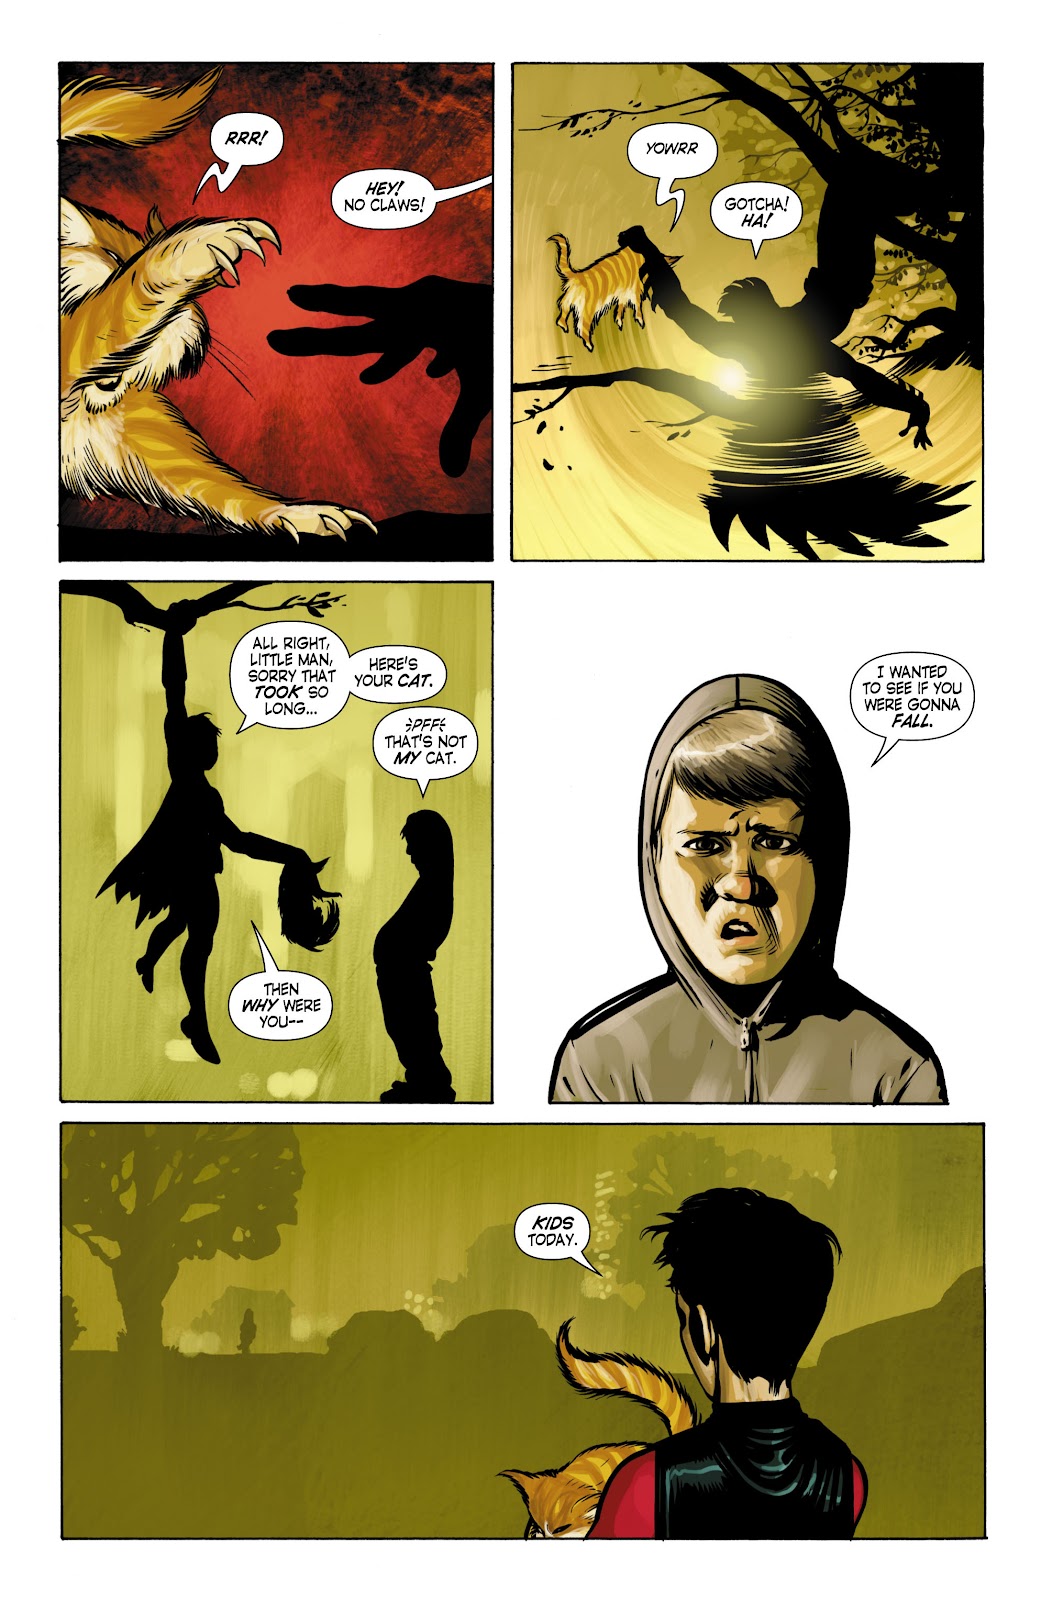 RRR!
HEY!
NO CLAWS!
YOWRR
GOTCHA!
HA!
ALL RIGHT,
LITTLE MAN,
SORRY THAT
TOOK SO
LONG...
HERE'S
YOUR CAT.
PFF
THAT'S NOT
MY CAT.
THEN
WHY WERE
YOU--
I WANTED
TO SEE IF YOU
WERE GONNA
FALL.
KIDS
TODAY.